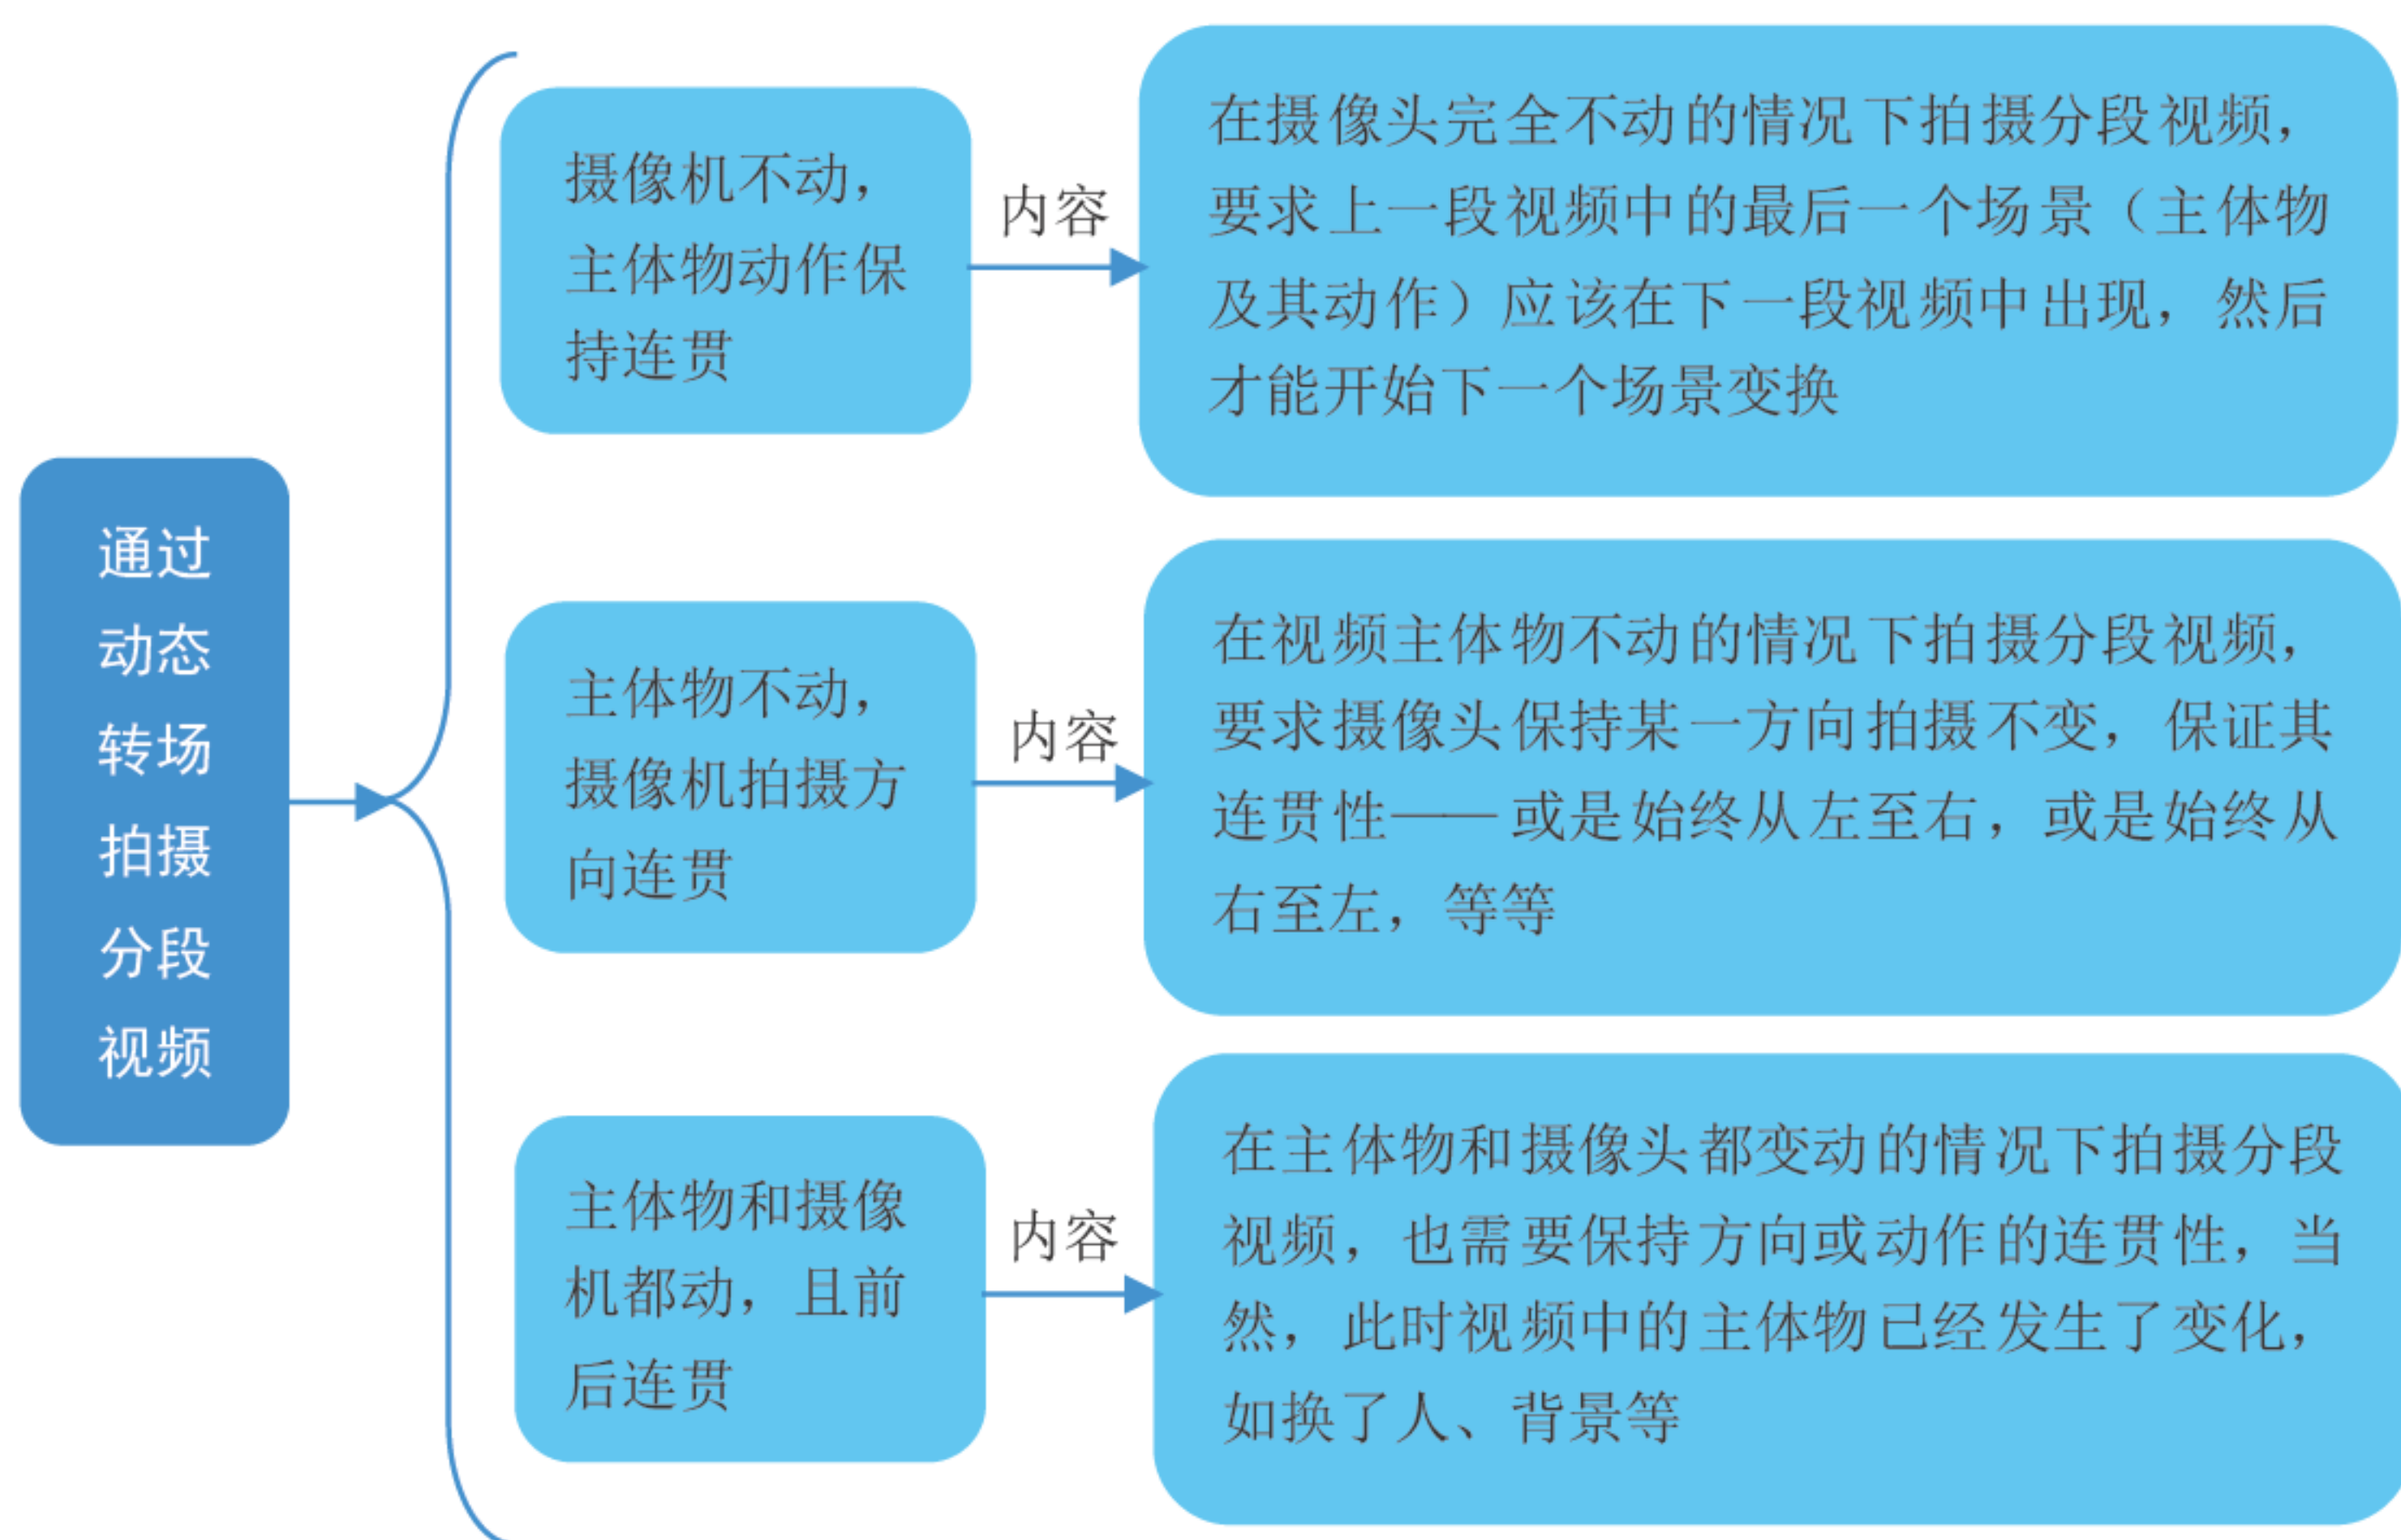 通过
动态
转场
拍摄
分段
视频
摄像机不动，
主体物动作保
持连贯
内容
在摄像头完全不动的情况下拍摄分段视频，
要求上一段视频中的最后一个场景（主体物
及其动作）应该在下一段视频中出现，然后
才能开始下一个场景变换
主体物不动，
摄像机拍摄方
向连贯
内容
在视频主体物不动的情况下拍摄分段视频，
要求摄像头保持某一方向拍摄不变，保证其
连贯性——或是始终从左至右，或是始终从
右至左，等等
主体物和摄像
机都动，且前
后连贯
内容
在主体物和摄像头都变动的情况下拍摄分段
视频，也需要保持方向或动作的连贯性，当
然，此时视频中的主体物已经发生了变化，
如换了人、背景等